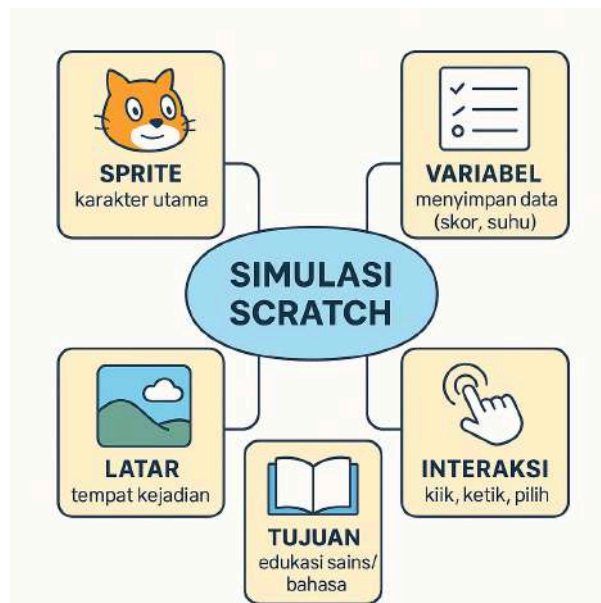 SPRITE
karakter utama
VARIABEL
menyimpan data
(skor, suhu)
SIMULASI
SCRATCH
LATAR
tempat kejadian
INTERAKSI
kiik, ketik, pilih
TUJUAN
edukasi sains/
bahasa